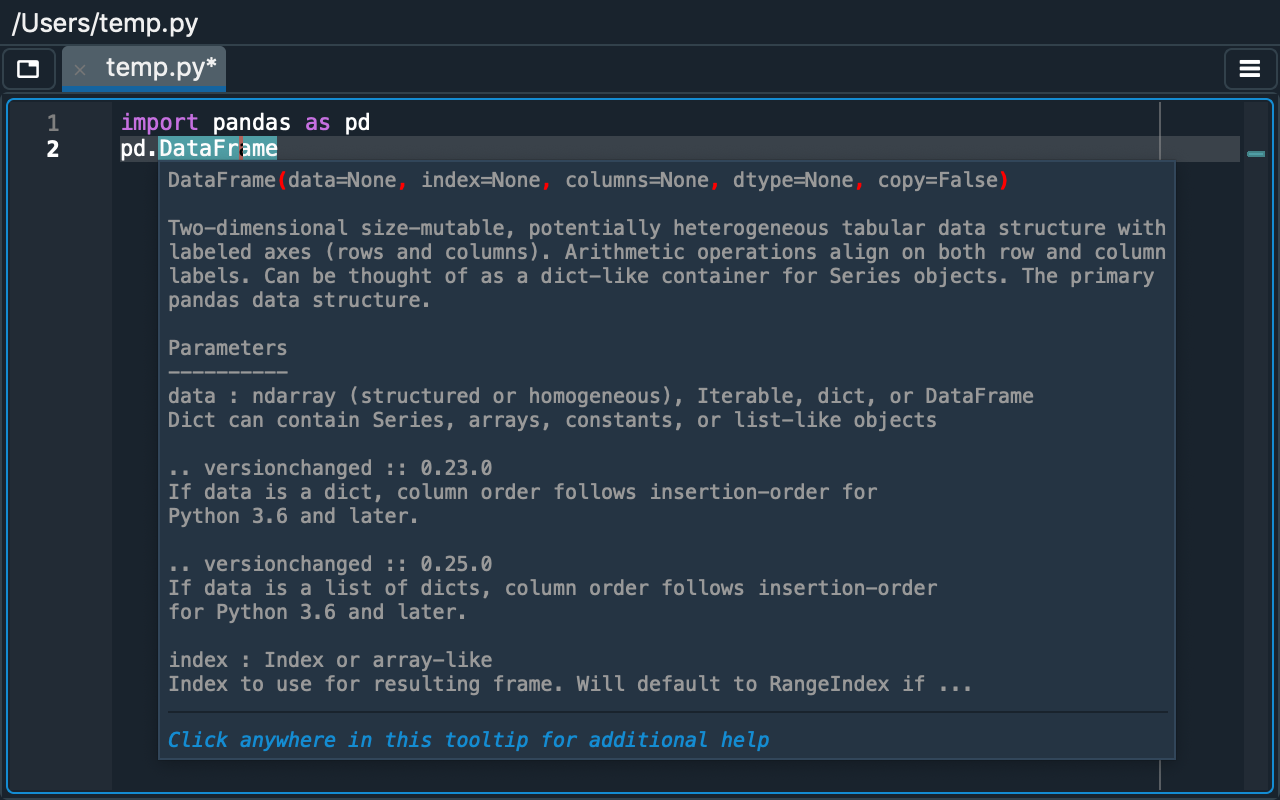 /Users/temp.py
temp.py*
1 import pandas as pd
2 pd.DataFrame
DataFrame(data=None, index=None, columns=None, dtype=None, copy=False)
Two-dimensional size-mutable, potentially heterogeneous tabular data structure with
labeled axes (rows and columns). Arithmetic operations align on both row and column
labels. Can be thought of as a dict-like container for Series objects. The primary
pandas data structure.
Parameters
----------
data : ndarray (structured or homogeneous), Iterable, dict, or DataFrame
Dict can contain Series, arrays, constants, or list-like objects
.. versionchanged :: 0.23.0
If data is a dict, column order follows insertion-order for
Python 3.6 and later.
.. versionchanged :: 0.25.0
If data is a list of dicts, column order follows insertion-order
for Python 3.6 and later.
index : Index or array-like
Index to use for resulting frame. Will default to RangeIndex if ...
Click anywhere in this tooltip for additional help